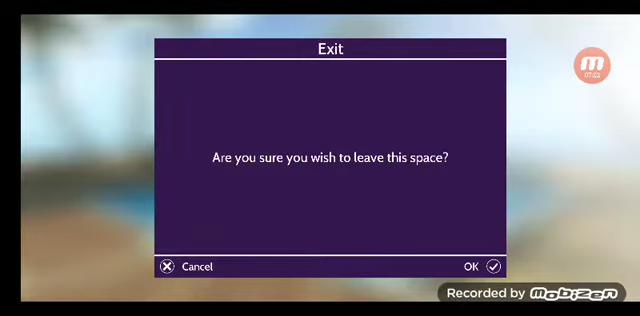 Exit
Are you sure you wish to leave this space?
Cancel
OK
Recorded by MOBIZEN